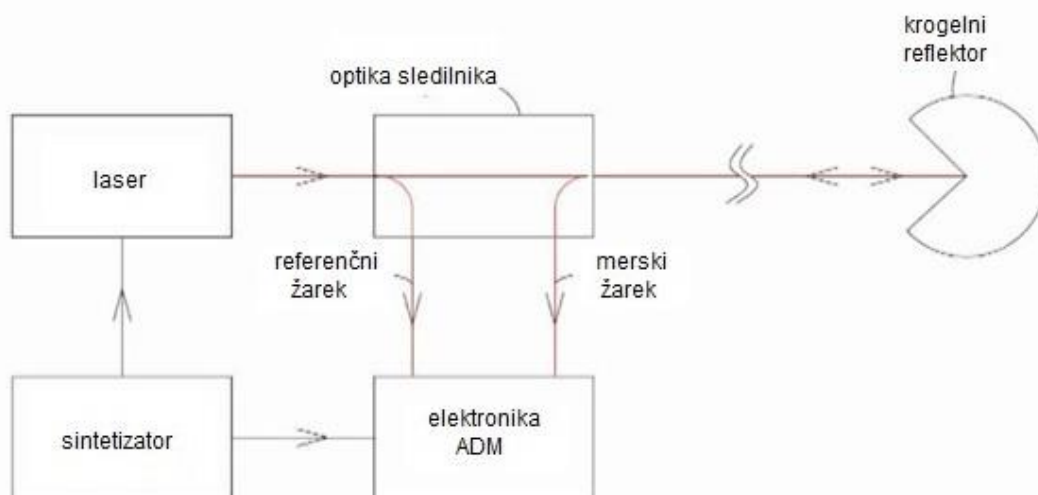 krogelni
reflektor
optika sledilnika
laser
referenčni
žarek
merski
žarek
sintetizator
elektronika
ADM